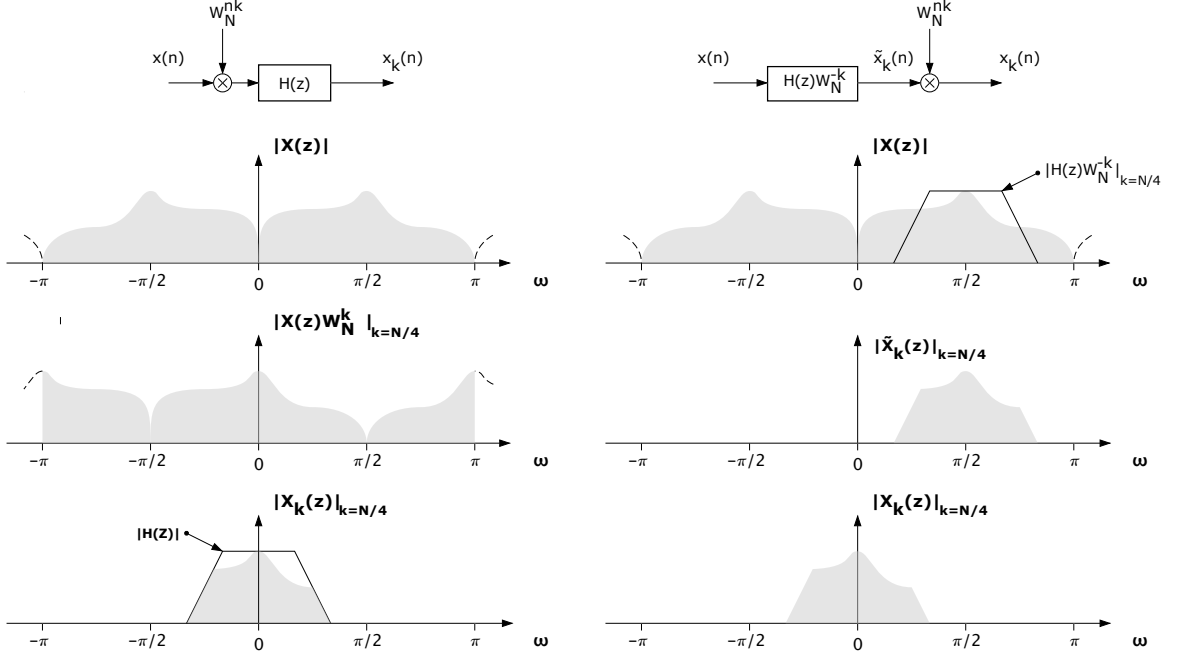 W_N^{nk}
x(n)
x_k(n)
H(z)
|X(z)|
−π −π/2 0 π/2 π ω
|X(z)W_N^k |_{k=N/4}
−π −π/2 0 π/2 π ω
|X_k(z)|_{k=N/4}
|H(Z)|
−π −π/2 0 π/2 π ω
W_N^{nk}
x(n)
x̃_k(n)
x_k(n)
H(z)W_N^{-k}
|X(z)|
|H(z)W_N^{-k}|_{k=N/4}
−π −π/2 0 π/2 π ω
|X̃_k(z)|_{k=N/4}
−π −π/2 0 π/2 π ω
|X_k(z)|_{k=N/4}
−π −π/2 0 π/2 π ω